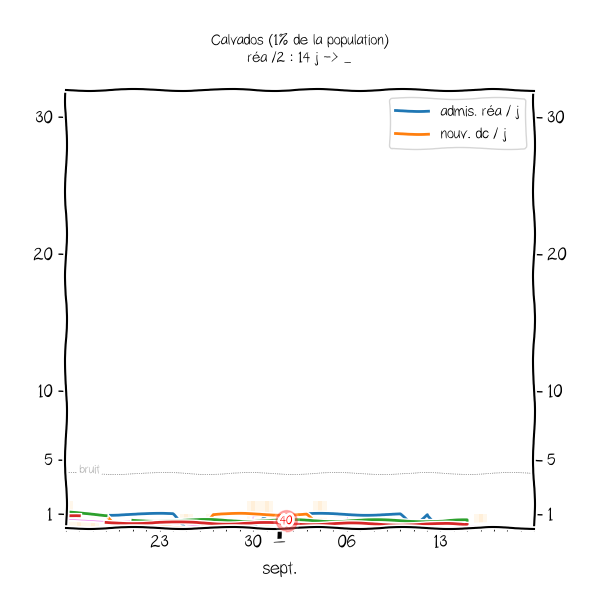 Calvados (1% de la population)
réa /2 : 14 j -> _
admis. réa / j
nouv. dc / j
30 30
20 20
10 10
5 5
bruit
1 1
40
23 30 06 13
sept.